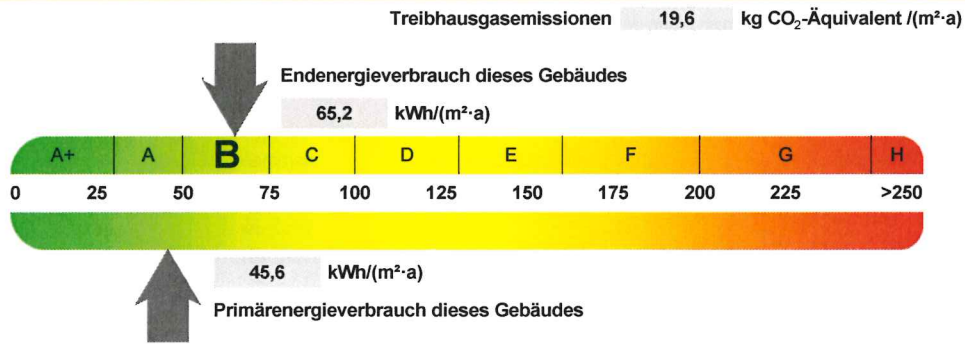 Treibhausgasemissionen 19,6 kg CO₂-Äquivalent /(m²·a)
Endenergieverbrauch dieses Gebäudes
65,2 kWh/(m²·a)
A+ A B C D E F G H
0 25 50 75 100 125 150 175 200 225 >250
45,6 kWh/(m²·a)
Primärenergieverbrauch dieses Gebäudes